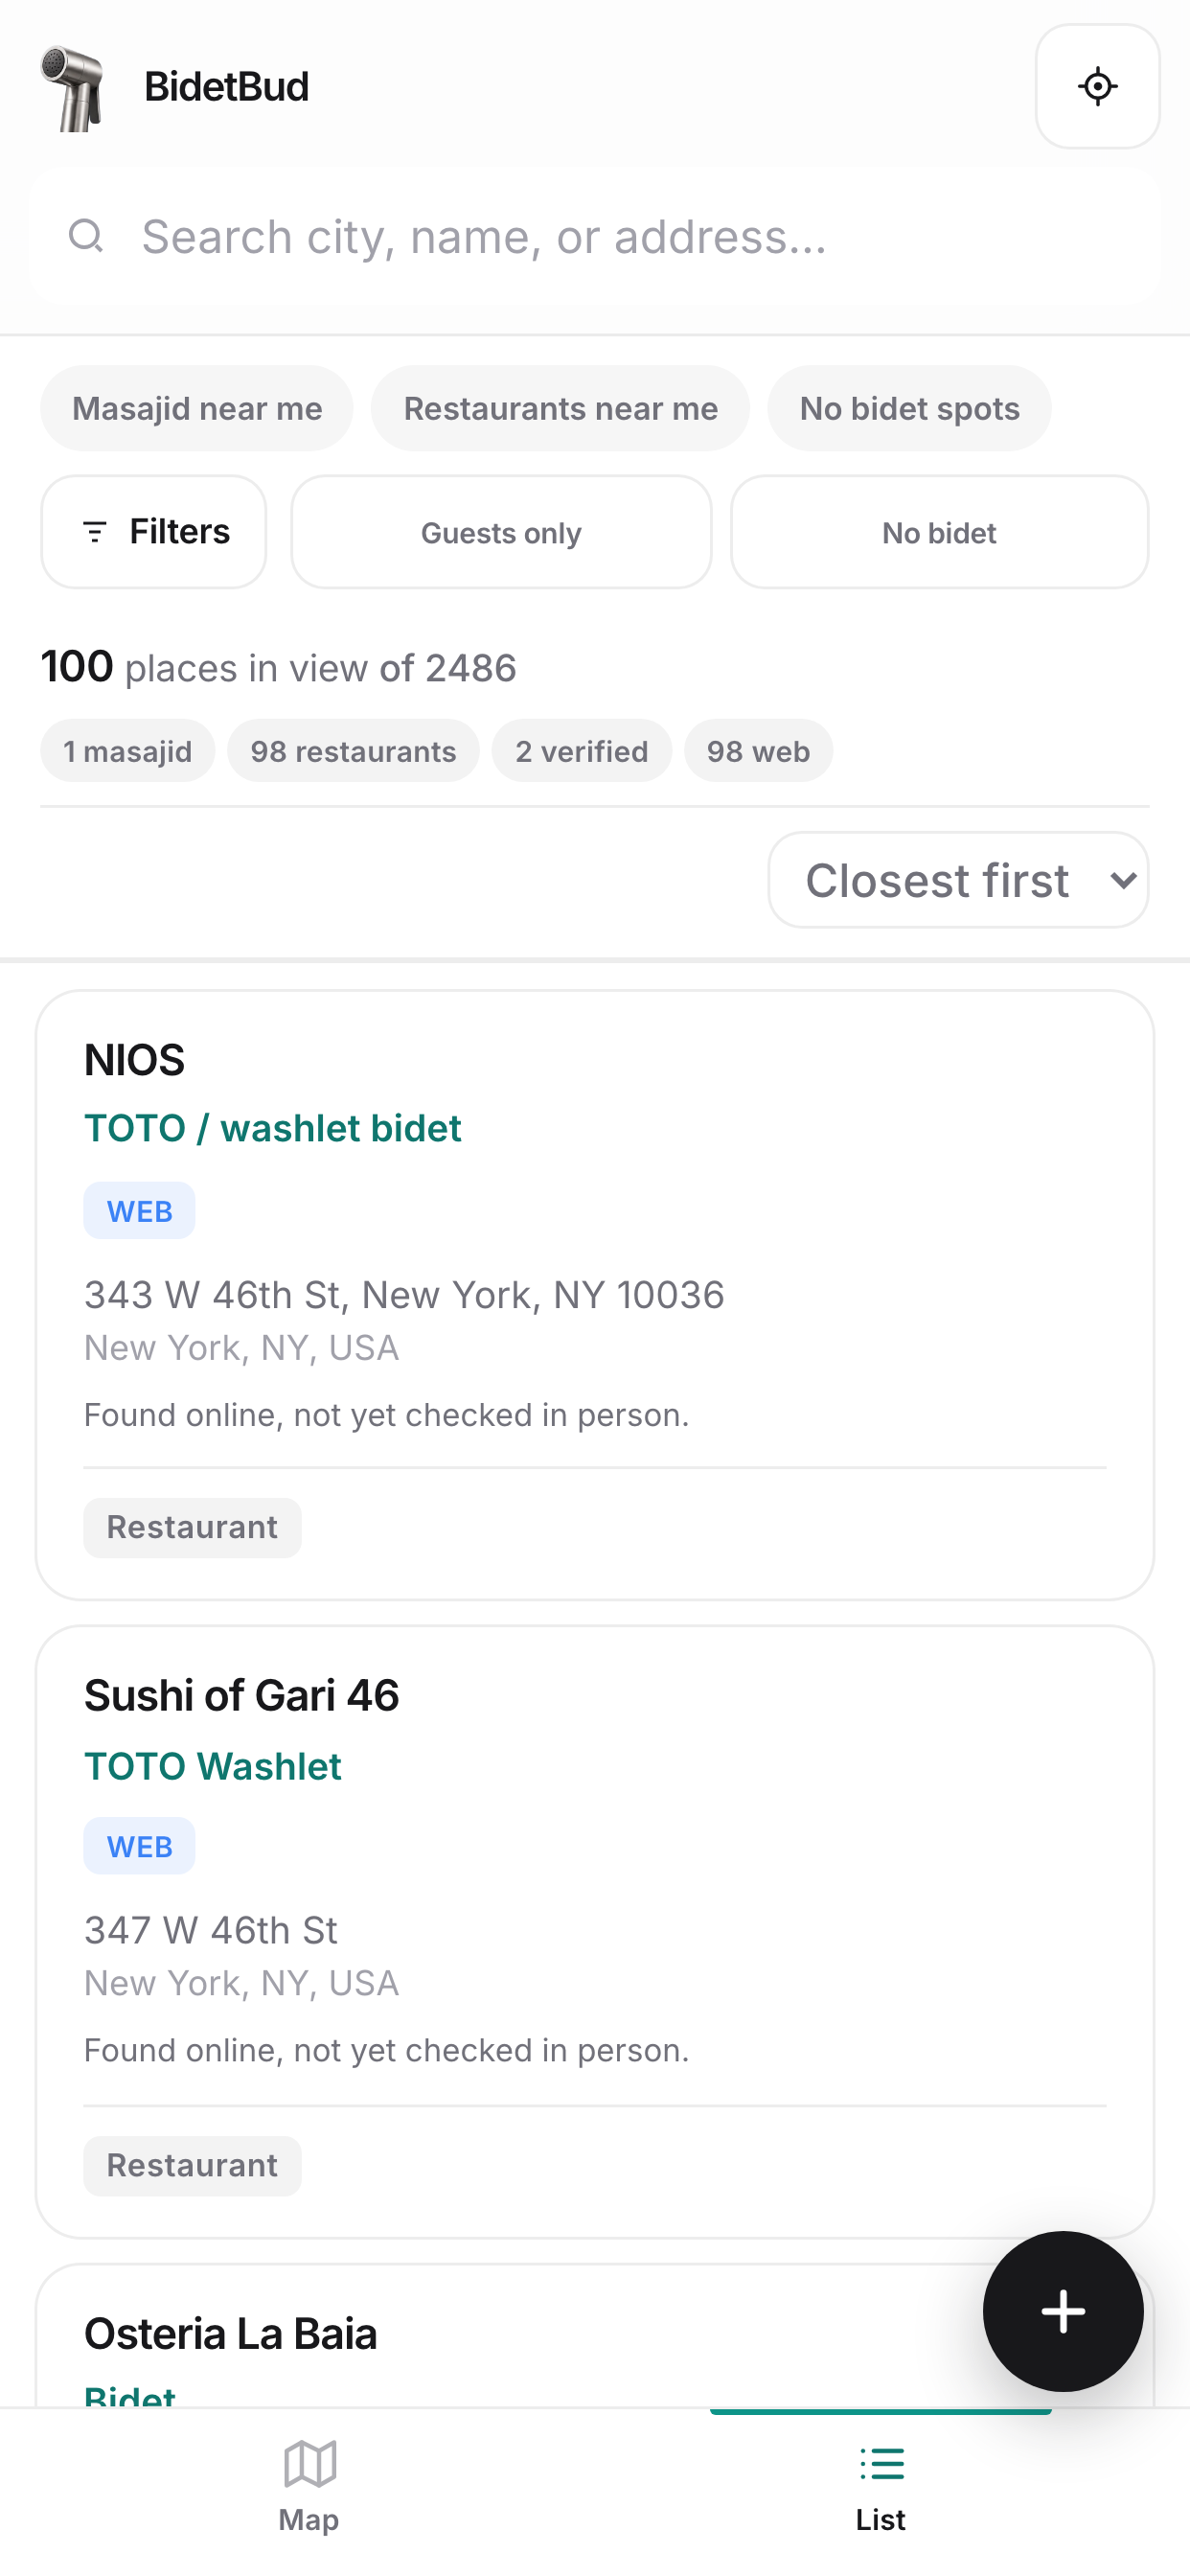 BidetBud
Search city, name, or address...
Masajid near me
Restaurants near me
No bidet spots
Filters
Guests only
No bidet
100 places in view of 2486
1 masajid
98 restaurants
2 verified
98 web
Closest first
NIOS
TOTO / washlet bidet
WEB
343 W 46th St, New York, NY 10036
New York, NY, USA
Found online, not yet checked in person.
Restaurant
Sushi of Gari 46
TOTO Washlet
WEB
347 W 46th St
New York, NY, USA
Found online, not yet checked in person.
Restaurant
Osteria La Baia
Bidet
Map
List